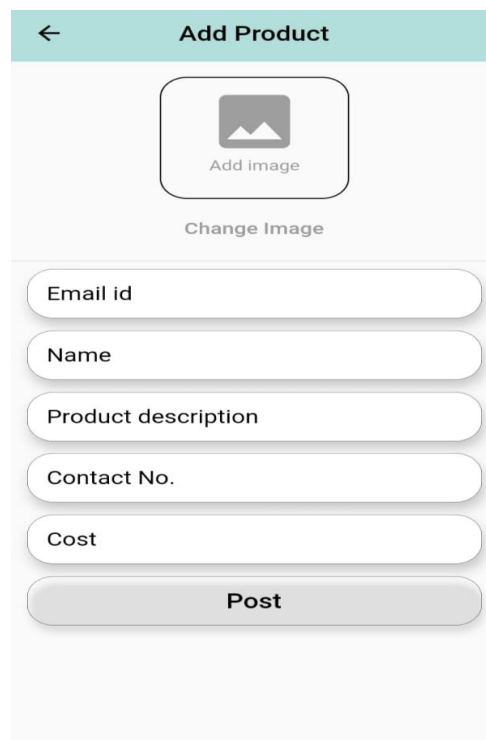 Add Product
Add image
Change Image
Email id
Name
Product description
Contact No.
Cost
Post